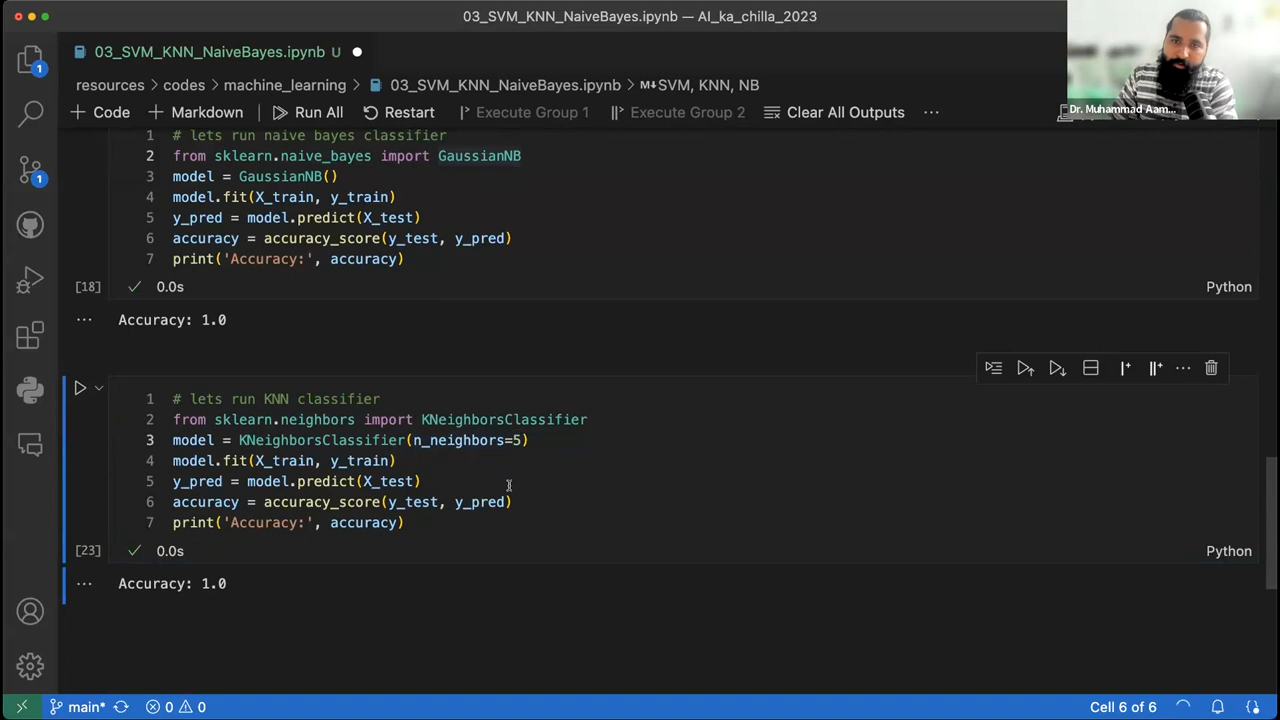 03_SVM_KNN_NaiveBayes.ipynb — AI_ka_chilla_2023
03_SVM_KNN_NaiveBayes.ipynb U
resources > codes > machine_learning > 03_SVM_KNN_NaiveBayes.ipynb > M↓SVM, KNN, NB
Dr. Muhammad Aam...
+ Code + Markdown Run All Restart Execute Group 1 Execute Group 2 Clear All Outputs ...
1 # lets run naive bayes classifier
2 from sklearn.naive_bayes import GaussianNB
3 model = GaussianNB()
4 model.fit(X_train, y_train)
5 y_pred = model.predict(X_test)
6 accuracy = accuracy_score(y_test, y_pred)
7 print('Accuracy:', accuracy)
[18] 0.0s Python
... Accuracy: 1.0
1 # lets run KNN classifier
2 from sklearn.neighbors import KNeighborsClassifier
3 model = KNeighborsClassifier(n_neighbors=5)
4 model.fit(X_train, y_train)
5 y_pred = model.predict(X_test)
6 accuracy = accuracy_score(y_test, y_pred)
7 print('Accuracy:', accuracy)
[23] 0.0s Python
... Accuracy: 1.0
1
1
main* 0 0 Cell 6 of 6